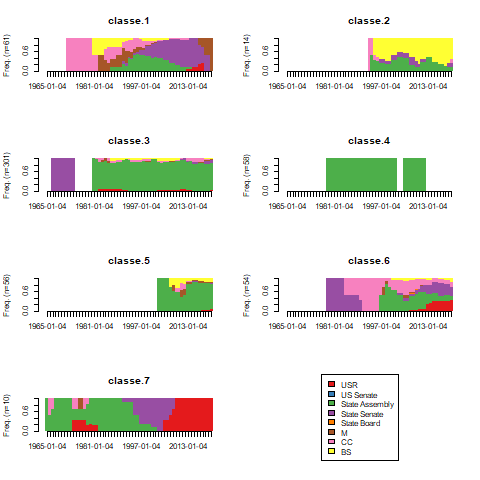 classe.1
classe.2
Freq. (n=61)
0.0 0.6
1965-01-04 1981-01-04 1997-01-04 2013-01-04
Freq. (n=14)
0.0 0.6
1965-01-04 1981-01-04 1997-01-04 2013-01-04
classe.3
classe.4
Freq. (n=301)
0.0 0.6
1965-01-04 1981-01-04 1997-01-04 2013-01-04
Freq. (n=58)
0.0 0.6
1965-01-04 1981-01-04 1997-01-04 2013-01-04
classe.5
classe.6
Freq. (n=56)
0.0 0.6
1965-01-04 1981-01-04 1997-01-04 2013-01-04
Freq. (n=54)
0.0 0.6
1965-01-04 1981-01-04 1997-01-04 2013-01-04
classe.7
Freq. (n=10)
0.0 0.6
1965-01-04 1981-01-04 1997-01-04 2013-01-04
USR
US Senate
State Assembly
State Senate
State Board
M
CC
BS